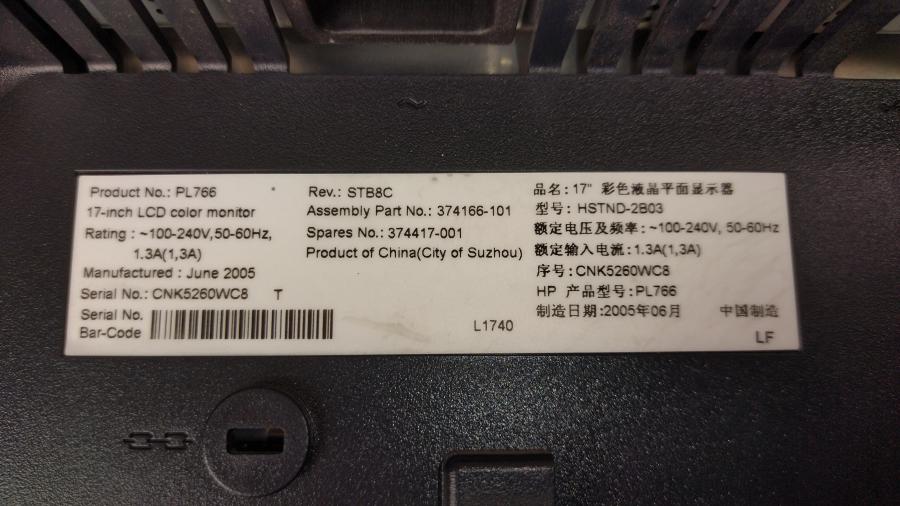 Product No.: PL766
17-inch LCD color monitor
Rating : ~100-240V,50-60Hz,
1.3A(1,3A)
Manufactured : June 2005
Serial No.: CNK5260WC8 T
Serial No.
Bar-Code
Rev.: STB8C
Assembly Part No.: 374166-101
Spares No.: 374417-001
Product of China(City of Suzhou)
L1740
品名: 17" 彩色液晶平面显示器
型号: HSTND-2B03
额定电压及频率: ~100-240V, 50-60Hz
额定输入电流: 1.3A(1,3A)
序号: CNK5260WC8
HP 产品型号: PL766
制造日期:2005年06月 中国制造
LF